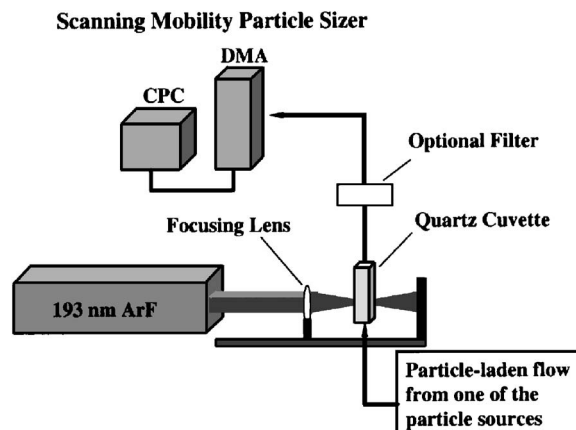 Scanning Mobility Particle Sizer
DMA
CPC
Optional Filter
Focusing Lens
Quartz Cuvette
193 nm ArF
Particle-laden flow
from one of the
particle sources